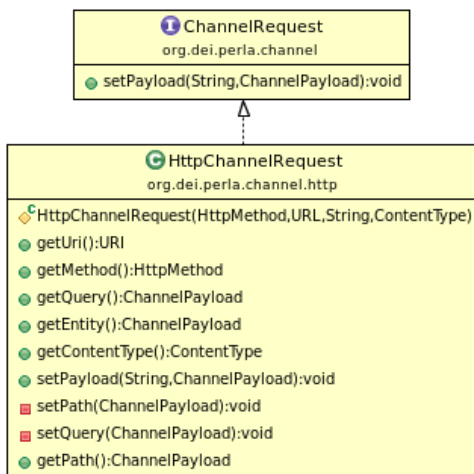 I ChannelRequest
org.dei.perla.channel
setPayload(String,ChannelPayload):void
C HttpChannelRequest
org.dei.perla.channel.http
C HttpChannelRequest(HttpMethod,URL,String,ContentType)
getUri():URI
getMethod():HttpMethod
getQuery():ChannelPayload
getEntity():ChannelPayload
getContentType():ContentType
setPayload(String,ChannelPayload):void
setPath(ChannelPayload):void
setQuery(ChannelPayload):void
getPath():ChannelPayload